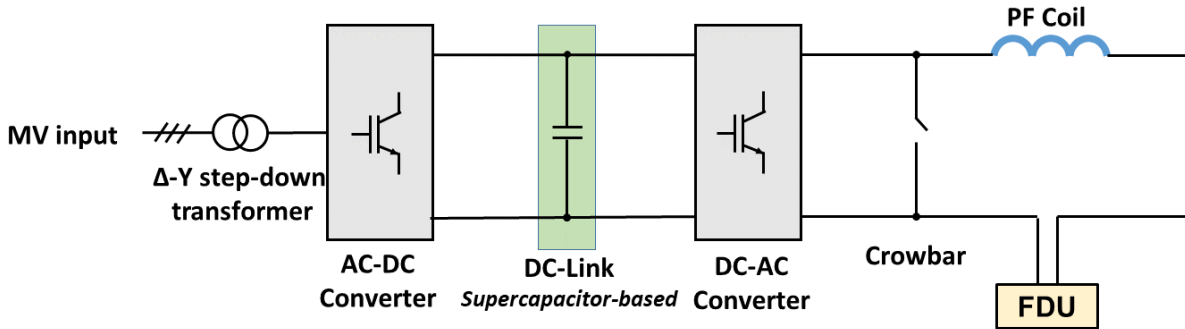 PF Coil
MV input
Δ-Y step-down
transformer
AC-DC
Converter
DC-Link
Supercapacitor-based
DC-AC
Converter
Crowbar
FDU